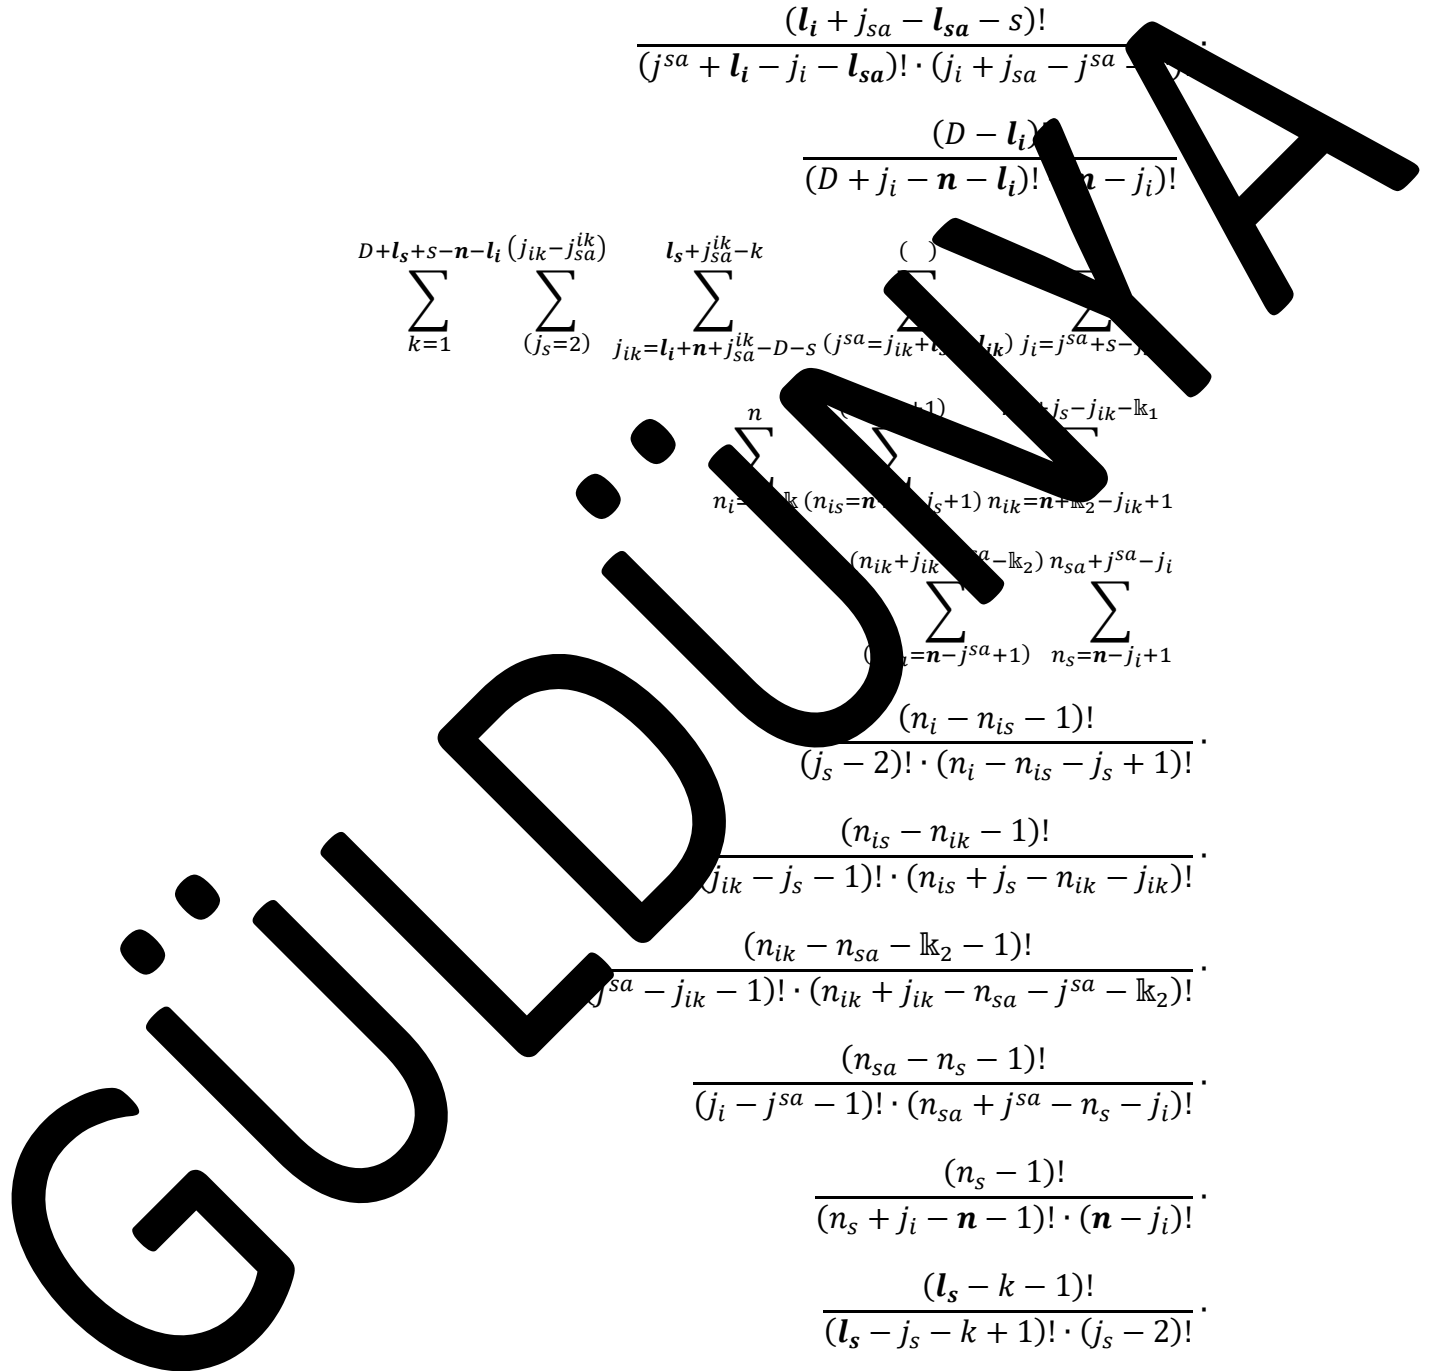 (l_i + j_sa − l_sa − s)!
(j^sa + l_i − j_i − l_sa)! · (j_i + j_sa − j^sa − ·
(D − l_i)
(D + j_i − n − l_i)! n − j_i)!
D+l_s+s−n−l_i (j_ik−j_sa^ik) l_s+j_sa^ik−k ( )
∑ ∑ ∑ ∑ ∑
k=1 (j_s=2) j_ik=l_i+n+j_sa^ik−D−s (j^sa=j_ik+l l_ik) j_i=j^sa+s−j
n +1) +j_s−j_ik−𝕜_1
∑ ∑ ∑
n_i= 𝕜 (n_is=n j_s+1) n_ik=n+𝕜_2−j_ik+1
(n_ik+j_ik sa−𝕜_2) n_sa+j^sa−j_i
∑ ∑
( =n−j^sa+1) n_s=n−j_i+1
(n_i − n_is − 1)!
(j_s − 2)! · (n_i − n_is − j_s + 1)! ·
(n_is − n_ik − 1)!
(j_ik − j_s − 1)! · (n_is + j_s − n_ik − j_ik)! ·
(n_ik − n_sa − 𝕜_2 − 1)!
(j^sa − j_ik − 1)! · (n_ik + j_ik − n_sa − j^sa − 𝕜_2)! ·
(n_sa − n_s − 1)!
(j_i − j^sa − 1)! · (n_sa + j^sa − n_s − j_i)! ·
(n_s − 1)!
(n_s + j_i − n − 1)! · (n − j_i)! ·
(l_s − k − 1)!
(l_s − j_s − k + 1)! · (j_s − 2)! ·
GÜLDÜNYA